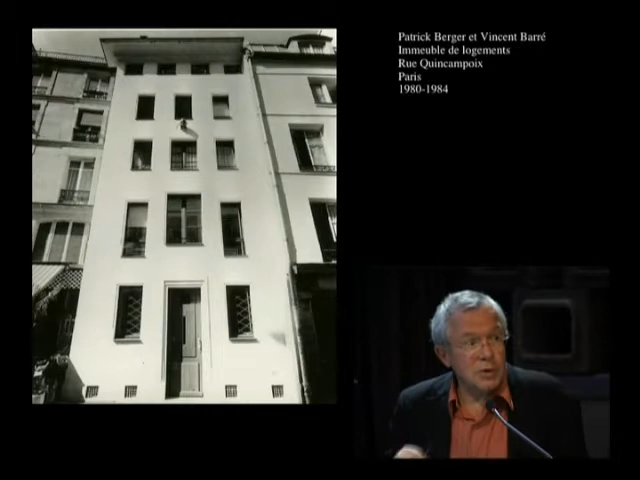 Patrick Berger et Vincent Barré
Immeuble de logements
Rue Quincampoix
Paris
1980-1984